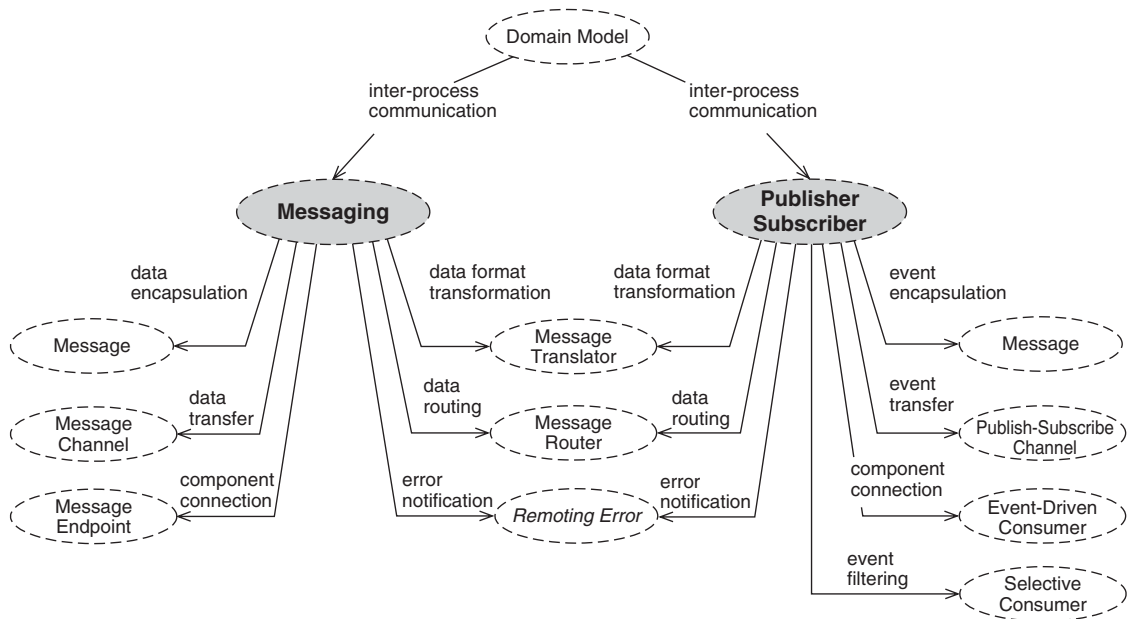 Domain Model
inter-process
communication
inter-process
communication
Messaging
Publisher
Subscriber
data
encapsulation
data format
transformation
data format
transformation
event
encapsulation
Message
Message
Translator
Message
data
transfer
data
routing
data
routing
event
transfer
Message
Channel
Message
Router
Publish-Subscribe
Channel
component
connection
error
notification
error
notification
component
connection
Message
Endpoint
Remoting Error
Event-Driven
Consumer
event
filtering
Selective
Consumer